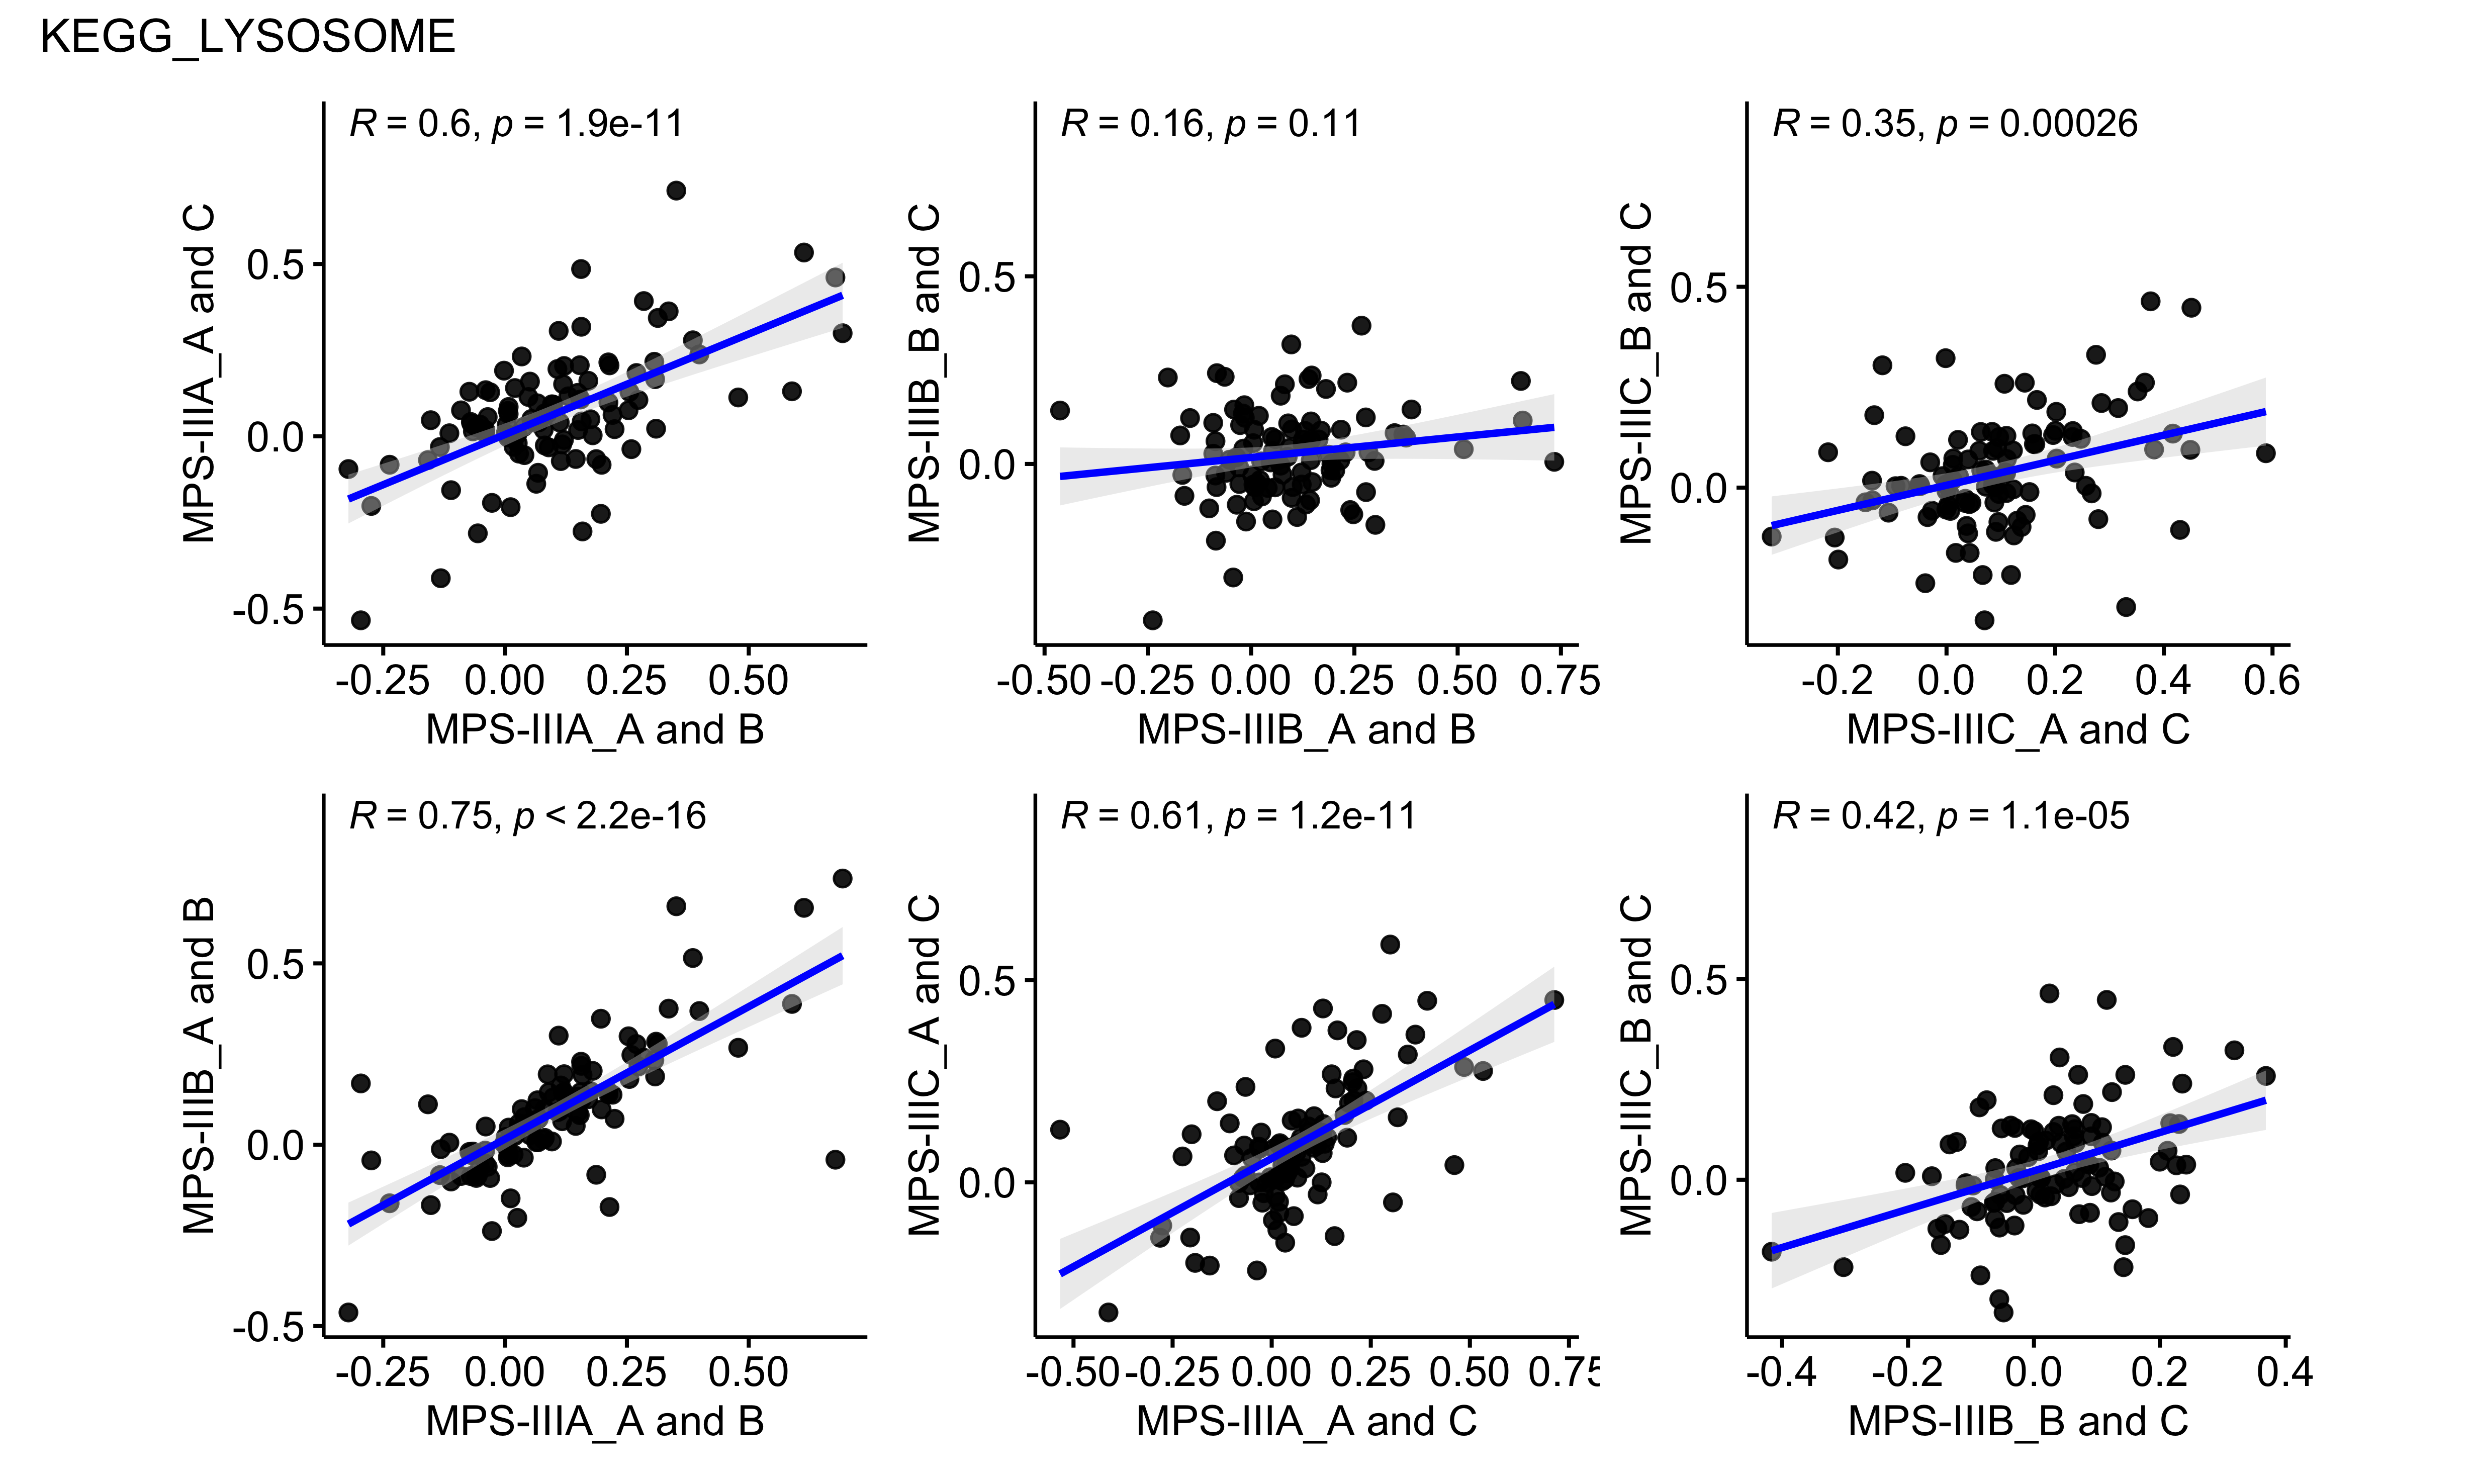 KEGG_LYSOSOME
R = 0.6, p = 1.9e-11
MPS-IIIA_A and C
0.5
0.0
-0.5
-0.25 0.00 0.25 0.50
MPS-IIIA_A and B
R = 0.16, p = 0.11
MPS-IIIB_B and C
0.5
0.0
-0.50 -0.25 0.00 0.25 0.50 0.75
MPS-IIIB_A and B
R = 0.35, p = 0.00026
MPS-IIIC_B and C
0.5
0.0
-0.2 0.0 0.2 0.4 0.6
MPS-IIIC_A and C
R = 0.75, p < 2.2e-16
MPS-IIIB_A and B
0.5
0.0
-0.5
-0.25 0.00 0.25 0.50
MPS-IIIA_A and B
R = 0.61, p = 1.2e-11
MPS-IIIC_A and C
0.5
0.0
-0.50 -0.25 0.00 0.25 0.50 0.75
MPS-IIIA_A and C
R = 0.42, p = 1.1e-05
MPS-IIIC_B and C
0.5
0.0
-0.4 -0.2 0.0 0.2 0.4
MPS-IIIB_B and C